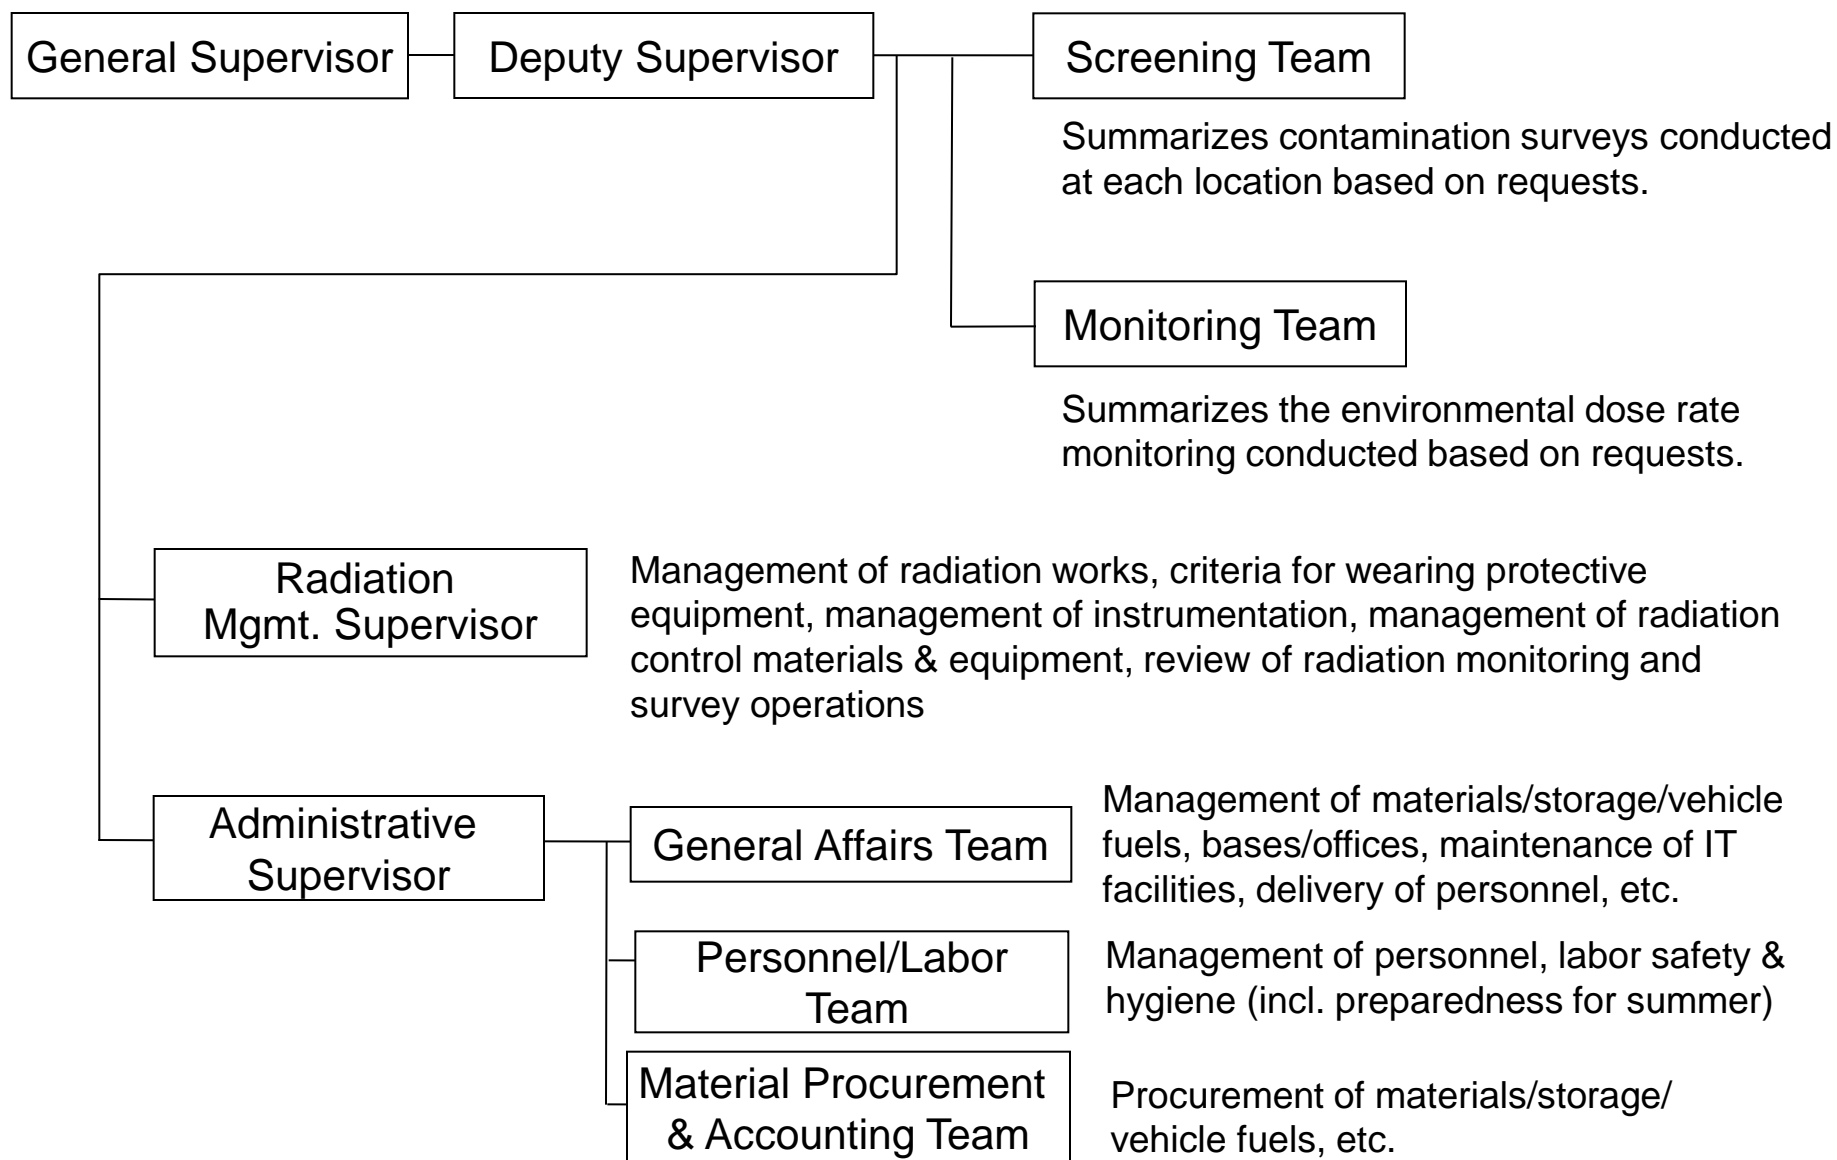 General Supervisor
Deputy Supervisor
Screening Team
Summarizes contamination surveys conducted
at each location based on requests.
Monitoring Team
Summarizes the environmental dose rate
monitoring conducted based on requests.
Radiation
Mgmt. Supervisor
Management of radiation works, criteria for wearing protective
equipment, management of instrumentation, management of radiation
control materials & equipment, review of radiation monitoring and
survey operations
Administrative
Supervisor
General Affairs Team
Management of materials/storage/vehicle
fuels, bases/offices, maintenance of IT
facilities, delivery of personnel, etc.
Personnel/Labor
Team
Management of personnel, labor safety &
hygiene (incl. preparedness for summer)
Material Procurement
& Accounting Team
Procurement of materials/storage/
vehicle fuels, etc.